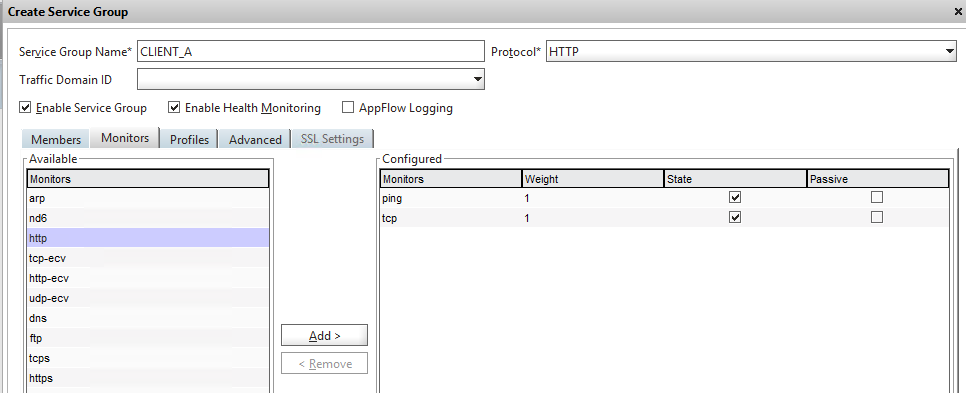 Create Service Group
Service Group Name* CLIENT_A Protocol* HTTP
Traffic Domain ID
Enable Service Group Enable Health Monitoring AppFlow Logging
Members Monitors Profiles Advanced SSL Settings
Available
Monitors
arp
nd6
http
tcp-ecv
http-ecv
udp-ecv
dns
ftp
tcps
https
Add >
< Remove
Configured
Monitors Weight State Passive
ping 1
tcp 1